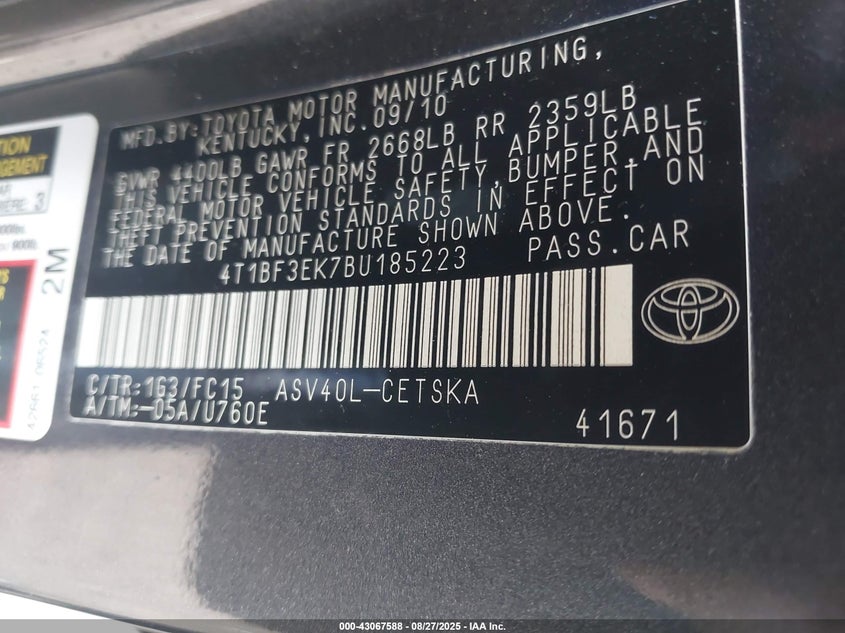 MFD.BY:TOYOTA MOTOR MANUFACTURING,
KENTUCKY,INC.09/10
GVWR 4400LB GAWR FR 2668LB RR 2359LB
THIS VEHICLE CONFORMS TO ALL APPLICABLE
FEDERAL MOTOR VEHICLE SAFETY,BUMPER,AND
THEFT PREVENTION STANDARDS IN EFFECT ON
THE DATE OF MANUFACTURE SHOWN ABOVE.
4T1BF3EK7BU185223 PASS.CAR
C/TR:1G3/FC15 ASV40L-CETSKA
A/TM:-05A/U760E
41671
3
2M
000-43067588 - 08/27/2025 - IAA Inc.